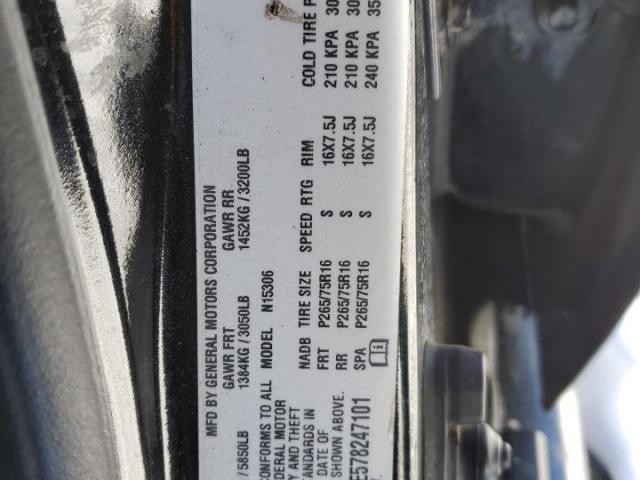 MFD BY GENERAL MOTORS CORPORATION
GAWR FRT GAWR RR
/ 5850LB 1384KG / 3050LB 1452KG / 3200LB
CONFORMS TO ALL MODEL N15306
MOTOR
AND THEFT
IN NADB TIRE SIZE SPEED RTG RIM COLD TIRE
DATE OF FRT P265/75R16 S 16X7.5J 210 KPA 30
SHOWN ABOVE. RR P265/75R16 S 16X7.5J 210 KPA 30
SPA P265/75R16 S 16X7.5J 240 KPA 35
E578247101